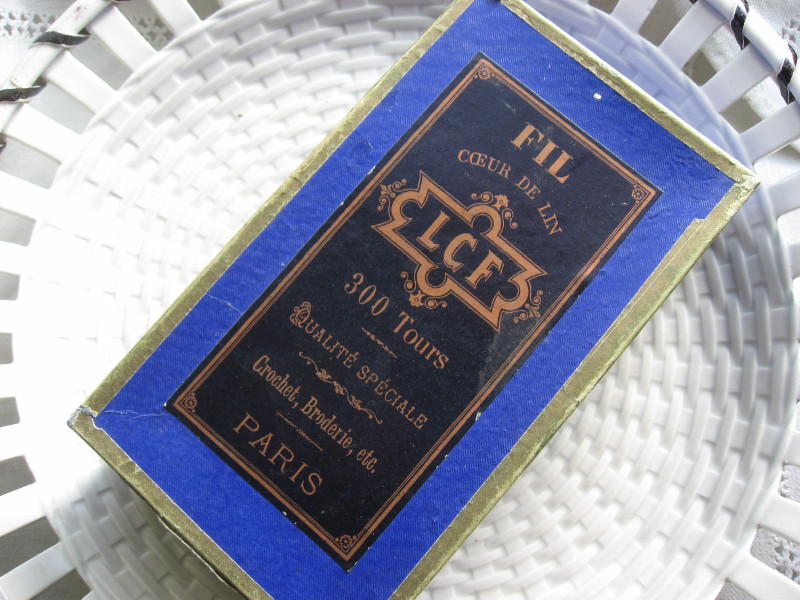 FIL
CŒUR DE LIN
LCF
300 Tours
QUALITÉ SPÉCIALE
Crochet, Broderie, etc.
PARIS